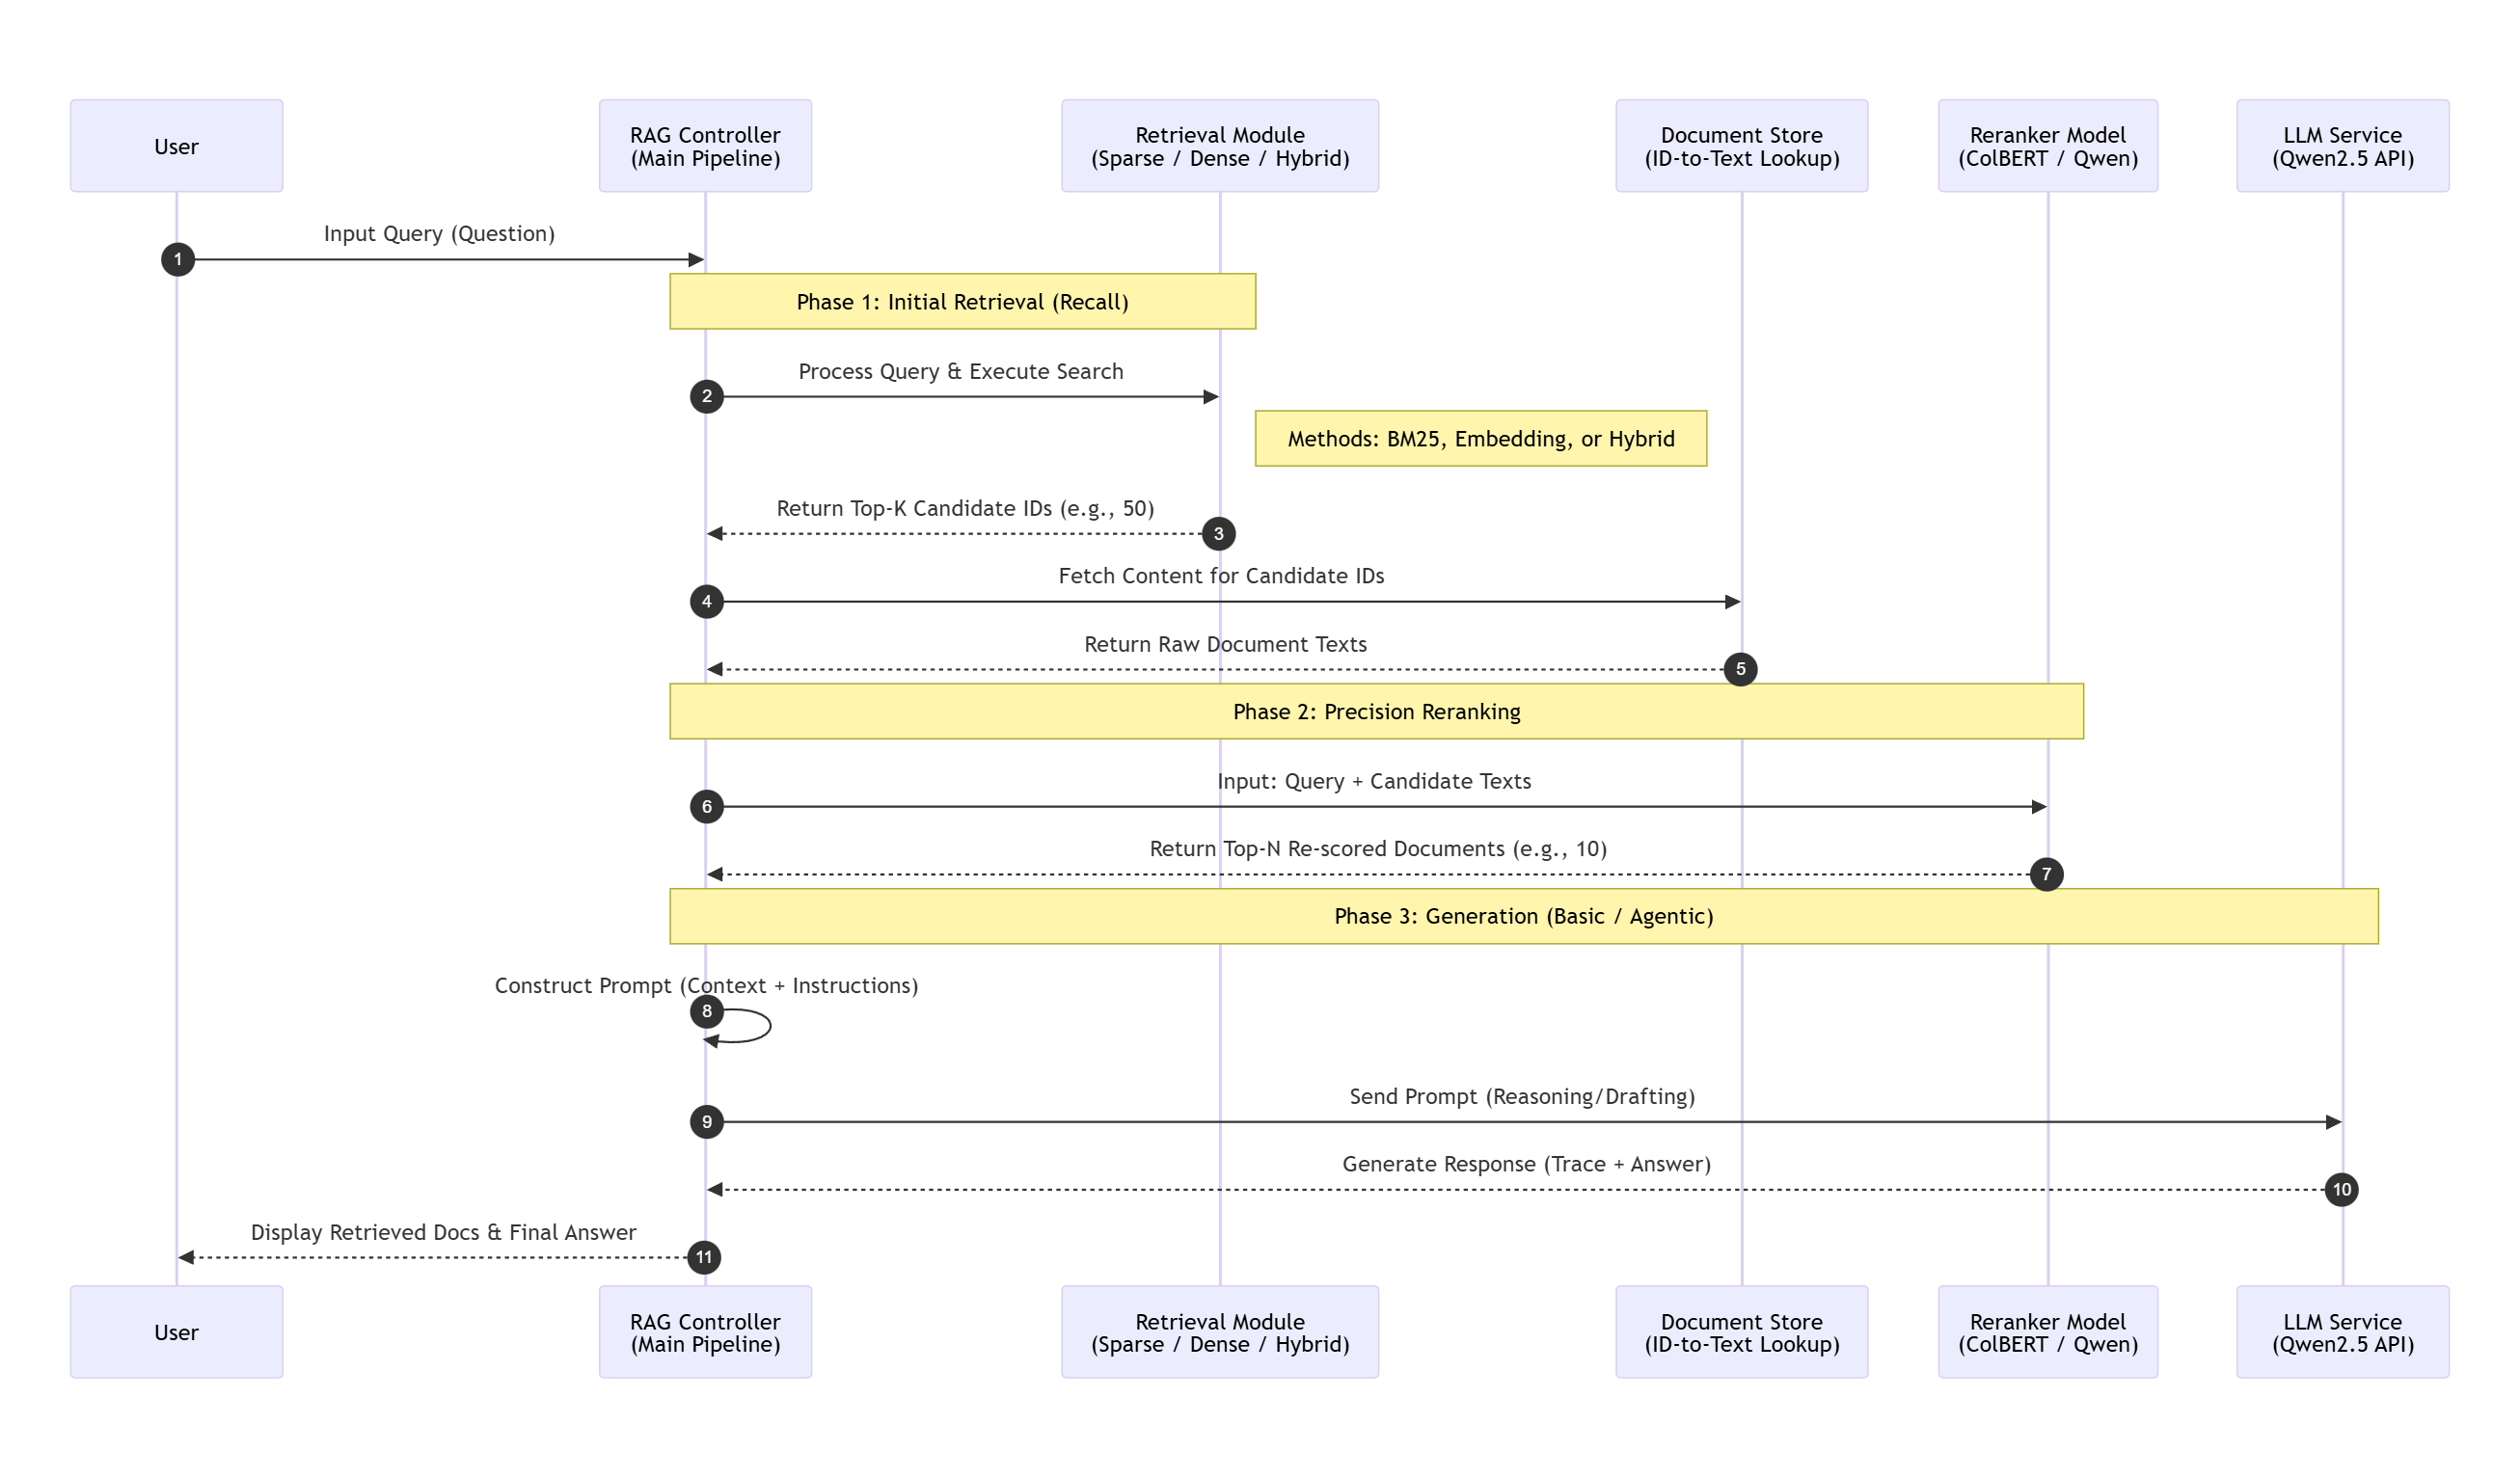 User
RAG Controller
(Main Pipeline)
Retrieval Module
(Sparse / Dense / Hybrid)
Document Store
(ID-to-Text Lookup)
Reranker Model
(ColBERT / Qwen)
LLM Service
(Qwen2.5 API)
Input Query (Question)
1
Phase 1: Initial Retrieval (Recall)
Process Query & Execute Search
2
Methods: BM25, Embedding, or Hybrid
Return Top-K Candidate IDs (e.g., 50)
3
Fetch Content for Candidate IDs
4
Return Raw Document Texts
5
Phase 2: Precision Reranking
Input: Query + Candidate Texts
6
Return Top-N Re-scored Documents (e.g., 10)
7
Phase 3: Generation (Basic / Agentic)
Construct Prompt (Context + Instructions)
8
Send Prompt (Reasoning/Drafting)
9
Generate Response (Trace + Answer)
10
Display Retrieved Docs & Final Answer
11
User
RAG Controller
(Main Pipeline)
Retrieval Module
(Sparse / Dense / Hybrid)
Document Store
(ID-to-Text Lookup)
Reranker Model
(ColBERT / Qwen)
LLM Service
(Qwen2.5 API)